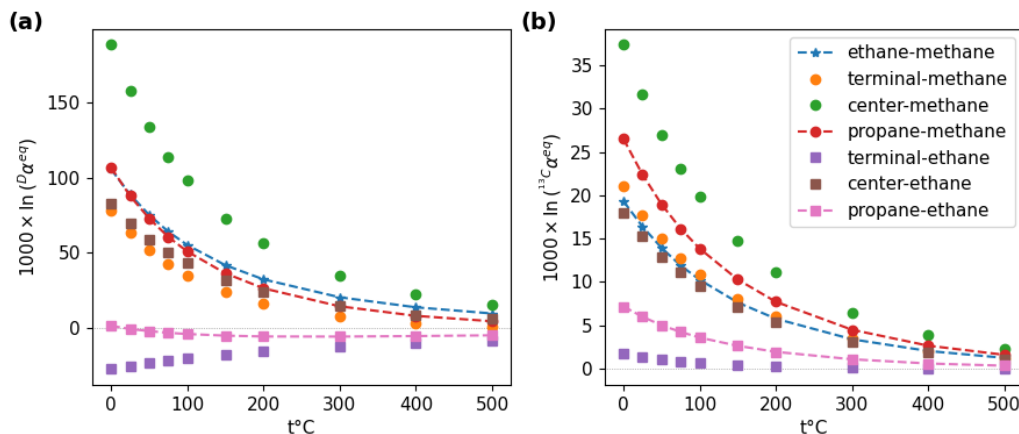 (a)
1000 × ln (ᴰαᵉᑫ)
150
100
50
0
0
100
200
300
400
500
t°C
(b)
1000 × ln (¹³ᶜαᵉᑫ)
35
30
25
20
15
10
5
0
0
100
200
300
400
500
t°C
ethane-methane
terminal-methane
center-methane
propane-methane
terminal-ethane
center-ethane
propane-ethane